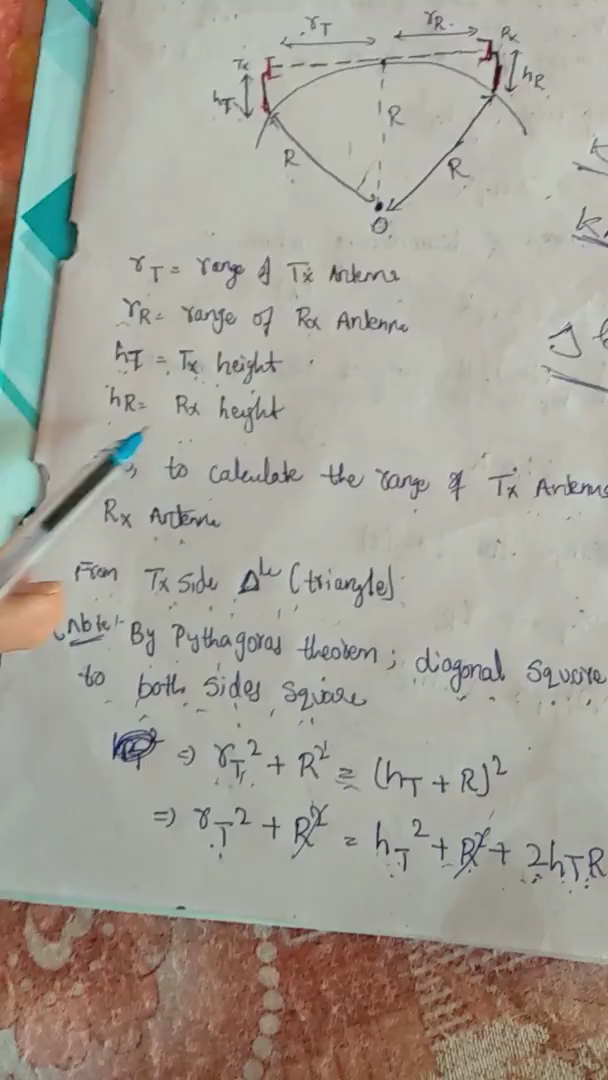 rT rR
Tx Rx
hT hR
R
R R
O
rT = range of Tx Antenna
rR = range of Rx Antenna
hT = Tx height
hR = Rx height
to calculate the range of Tx Antenna
Rx Antenna
From Tx side Δle (triangle)
Note:- By Pythagoras theorem; diagonal square
to both sides square
⇒ rT² + R² = (hT + R)²
⇒ rT² + R² = hT² + R² + 2hTR